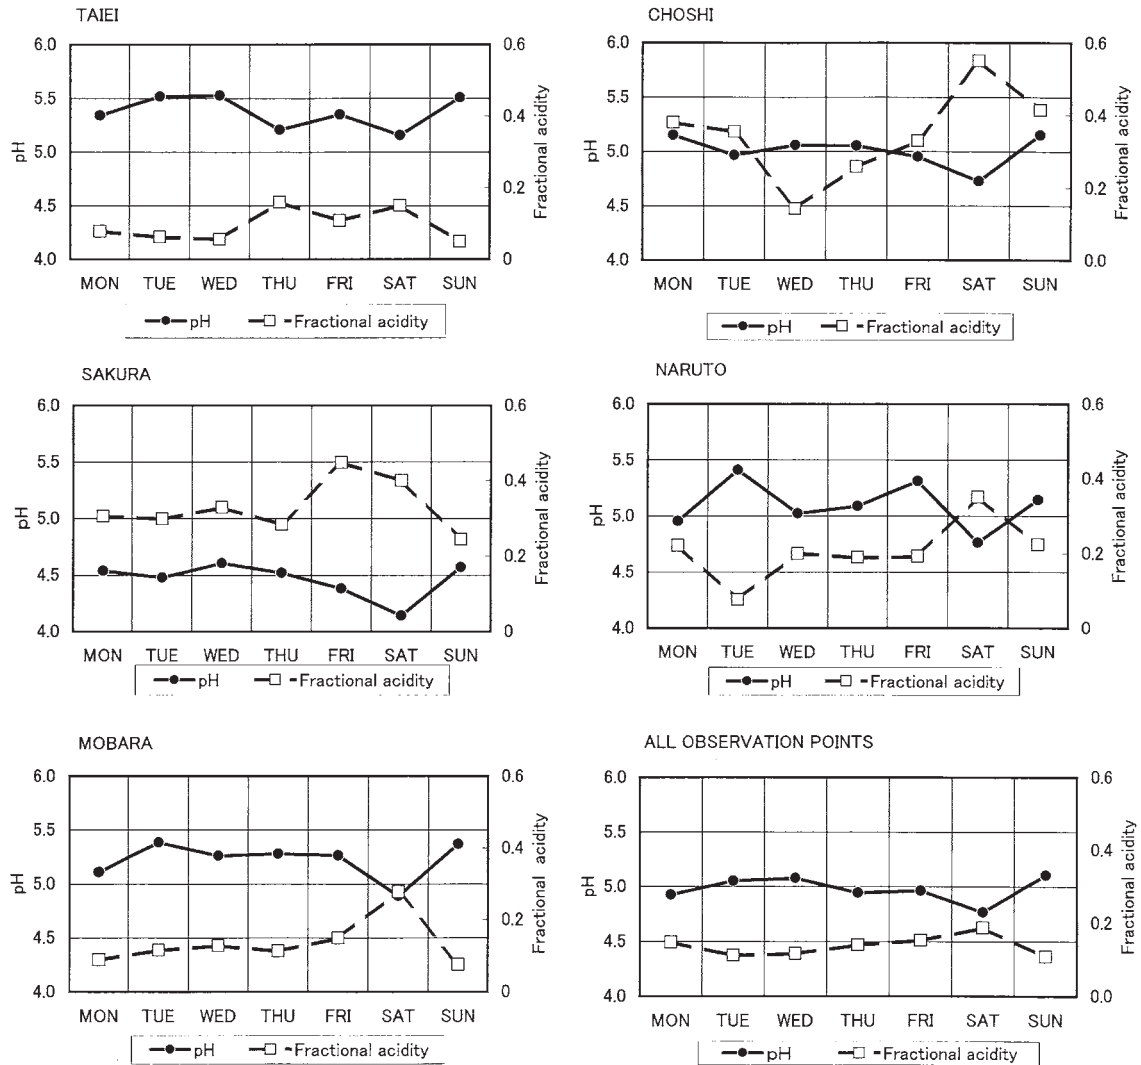 TAIEI
6.0
5.5
5.0
4.5
4.0
pH
0.6
0.4
0.2
0
Fractional acidity
MON TUE WED THU FRI SAT SUN
pH Fractional acidity
CHOSHI
6.0
5.5
5.0
4.5
4.0
pH
0.6
0.4
0.2
0.0
Fractional acidity
MON TUE WED THU FRI SAT SUN
pH Fractional acidity
SAKURA
6.0
5.5
5.0
4.5
4.0
pH
0.6
0.4
0.2
0
Fractional acidity
MON TUE WED THU FRI SAT SUN
pH Fractional acidity
NARUTO
6.0
5.5
5.0
4.5
4.0
pH
0.6
0.4
0.2
0
Fractional acidity
MON TUE WED THU FRI SAT SUN
pH Fractional acidity
MOBARA
6.0
5.5
5.0
4.5
4.0
pH
0.6
0.4
0.2
0
Fractional acidity
MON TUE WED THU FRI SAT SUN
pH Fractional acidity
ALL OBSERVATION POINTS
6.0
5.5
5.0
4.5
4.0
pH
0.6
0.4
0.2
0.0
Fractional acidity
MON TUE WED THU FRI SAT SUN
pH Fractional acidity